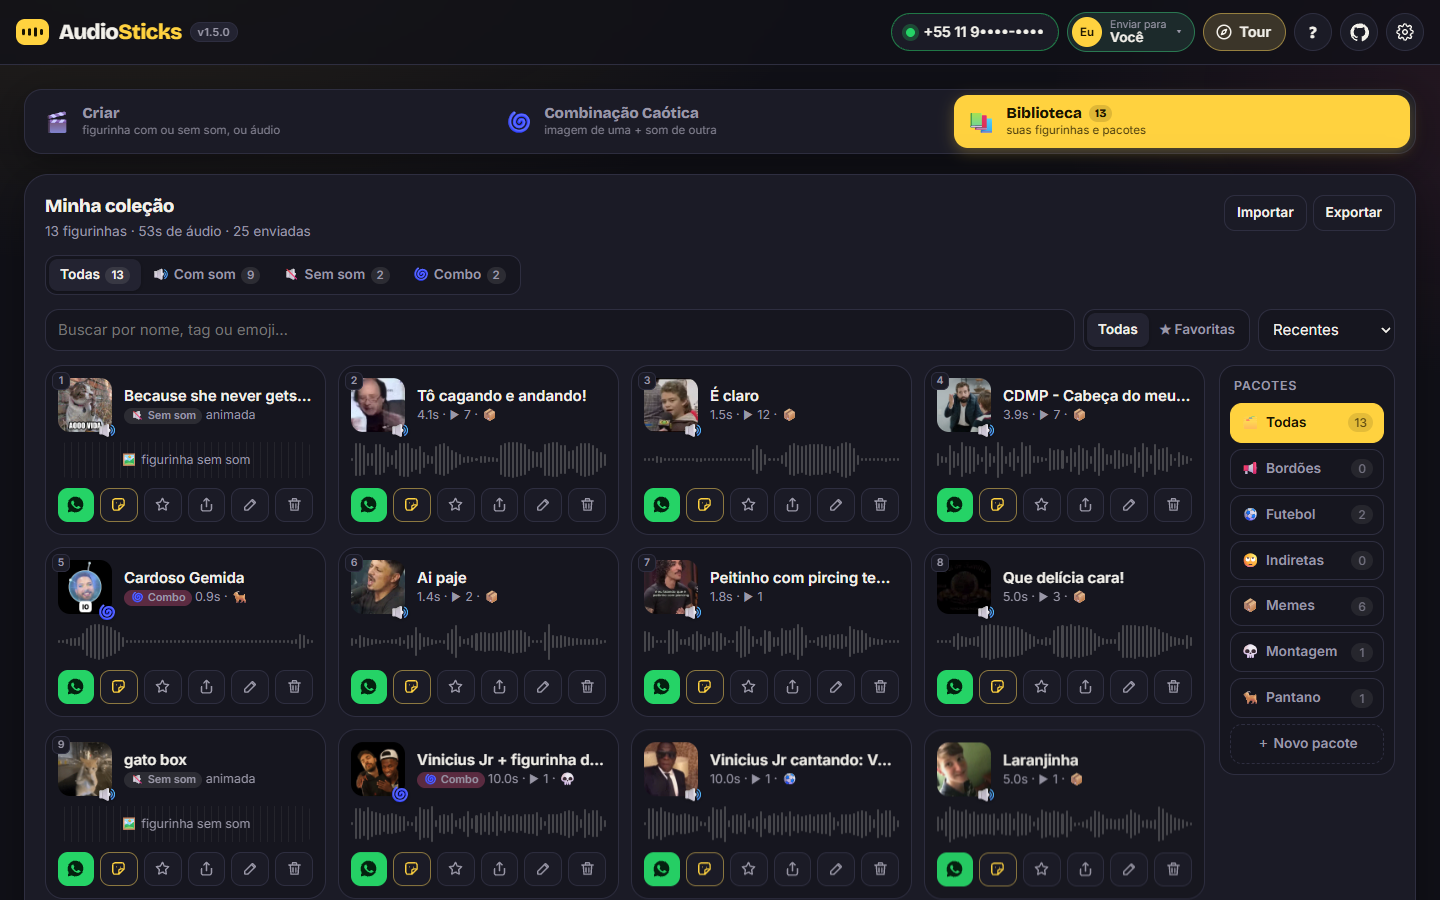 AudioSticks v1.5.0
+55 11 9••••-••••
Eu
Enviar para
Você
Tour
?
Criar
figurinha com ou sem som, ou áudio
Combinação Caótica
imagem de uma + som de outra
Biblioteca 13
suas figurinhas e pacotes
Minha coleção
13 figurinhas · 53s de áudio · 25 enviadas
Importar
Exportar
Todas 13
Com som 9
Sem som 2
Combo 2
Buscar por nome, tag ou emoji...
Todas
★ Favoritas
Recentes
1
AOOO VIDA
Because she never gets...
Sem som animada
figurinha sem som
2
Tô cagando e andando!
4.1s · ▶ 7 ·
3
É claro
1.5s · ▶ 12 ·
4
CDMP - Cabeça do meu...
3.9s · ▶ 7 ·
5
Cardoso Gemida
Combo 0.9s ·
6
Ai paje
1.4s · ▶ 2 ·
7
Peitinho com pircing te...
1.8s · ▶ 1
8
Que delícia cara!
5.0s · ▶ 3 ·
9
gato box
Sem som animada
figurinha sem som
Vinicius Jr + figurinha d...
Combo 10.0s · ▶ 1 ·
Vinicius Jr cantando: V...
10.0s · ▶ 1 ·
Laranjinha
5.0s · ▶ 1 ·
PACOTES
Todas 13
Bordões 0
Futebol 2
Indiretas 0
Memes 6
Montagem 1
Pantano 1
+ Novo pacote